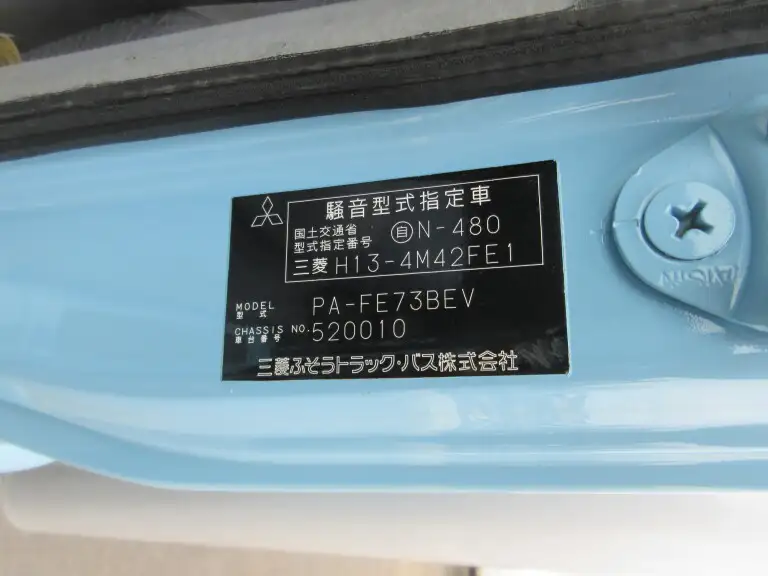 騒音型式指定車
国土交通省
型式指定番号
自N-480
三菱 H13-4M42FE1
MODEL
型式
PA-FE73BEV
CHASSIS NO.
車台番号
520010
三菱ふそうトラック・バス株式会社